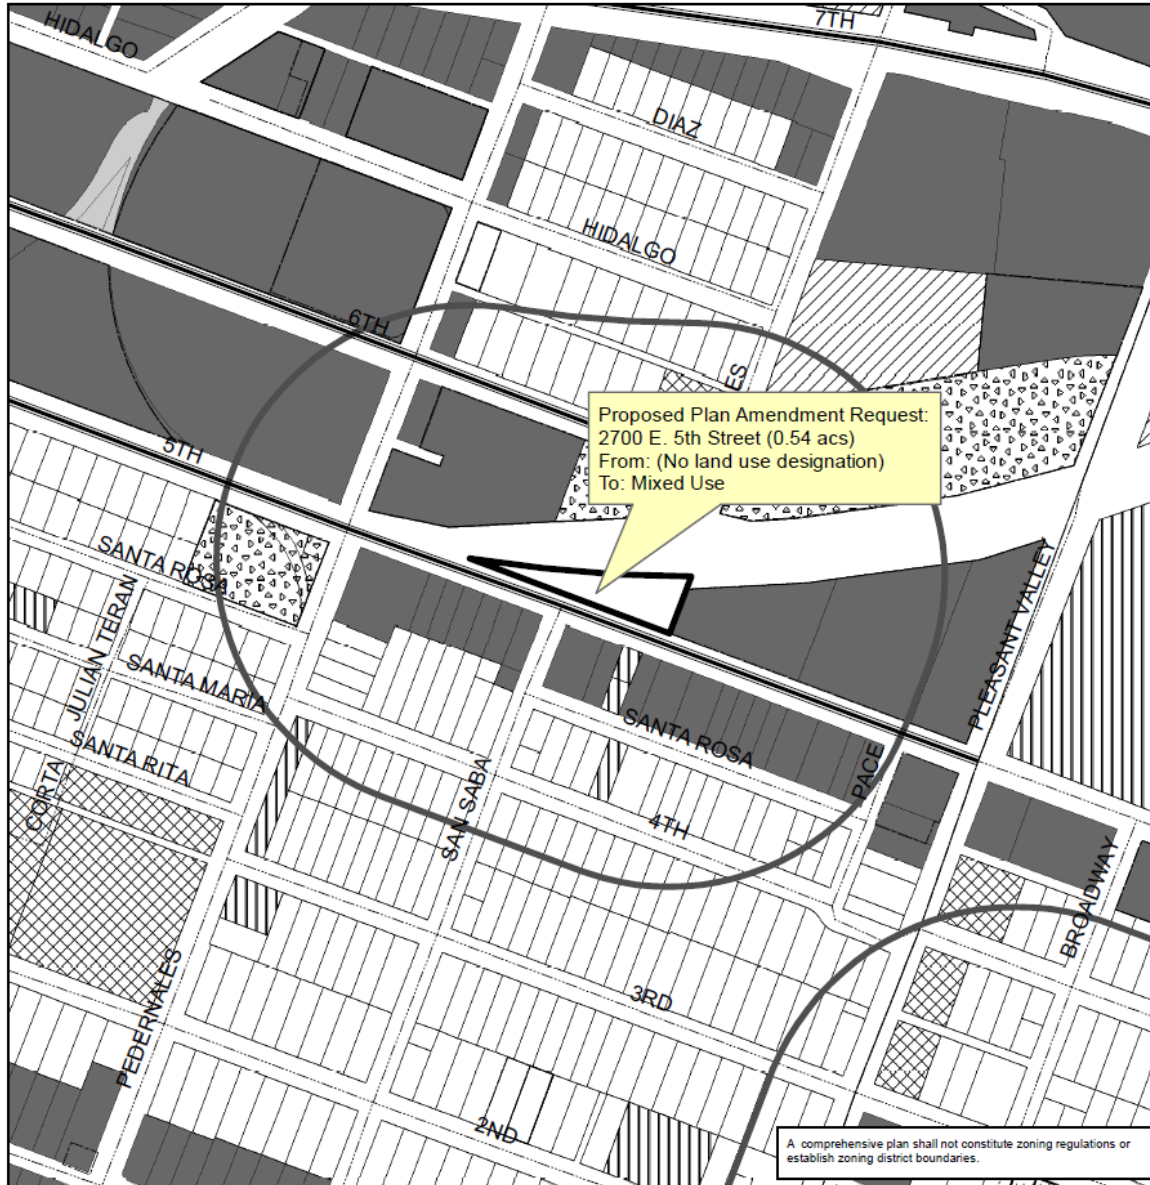 7TH
HIDALGO
DIAZ
HIDALGO
6TH
ES
Proposed Plan Amendment Request:
2700 E. 5th Street (0.54 acs)
From: (No land use designation)
To: Mixed Use
5TH
SANTA ROSA
JULIAN TERAN
PLEASANT VALLEY
SANTA MARIA
SANTA ROSA
SANTA RITA
CORTA
SAN SABA
PACE
4TH
BROADWAY
PEDERNALES
3RD
2ND
A comprehensive plan shall not constitute zoning regulations or
establish zoning district boundaries.